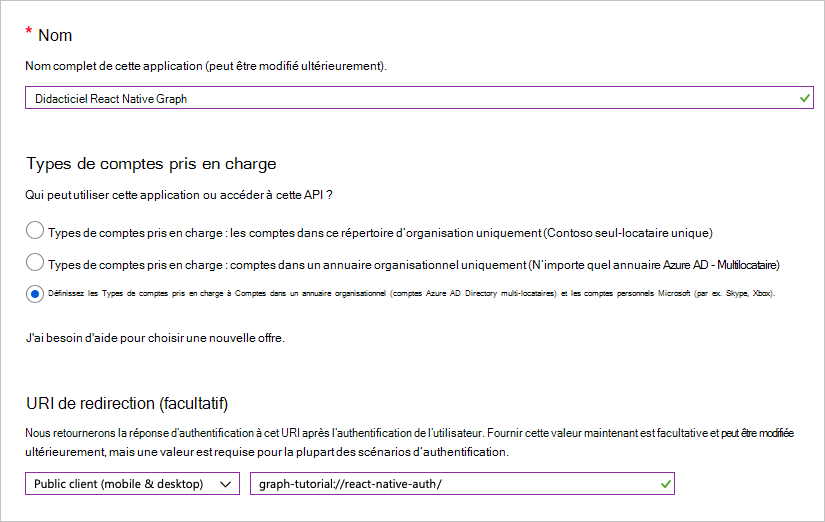 * Nom
Nom complet de cette application (peut être modifié ultérieurement).
Didacticiel React Native Graph
Types de comptes pris en charge
Qui peut utiliser cette application ou accéder à cette API ?
Types de comptes pris en charge : les comptes dans ce répertoire d'organisation uniquement (Contoso seul-locataire unique)
Types de comptes pris en charge : comptes dans un annuaire organisationnel uniquement (N'importe quel annuaire Azure AD - Multilocataire)
Définissez les Types de comptes pris en charge à Comptes dans un annuaire organisationnel (comptes Azure AD Directory multi-locataires) et les comptes personnels Microsoft (par ex. Skype, Xbox).
J'ai besoin d'aide pour choisir une nouvelle offre.
URI de redirection (facultatif)
Nous retournerons la réponse d'authentification à cet URI après l'authentification de l'utilisateur. Fournir cette valeur maintenant est facultative et peut être modifiée
ultérieurement, mais une valeur est requise pour la plupart des scénarios d'authentification.
Public client (mobile & desktop) graph-tutorial://react-native-auth/